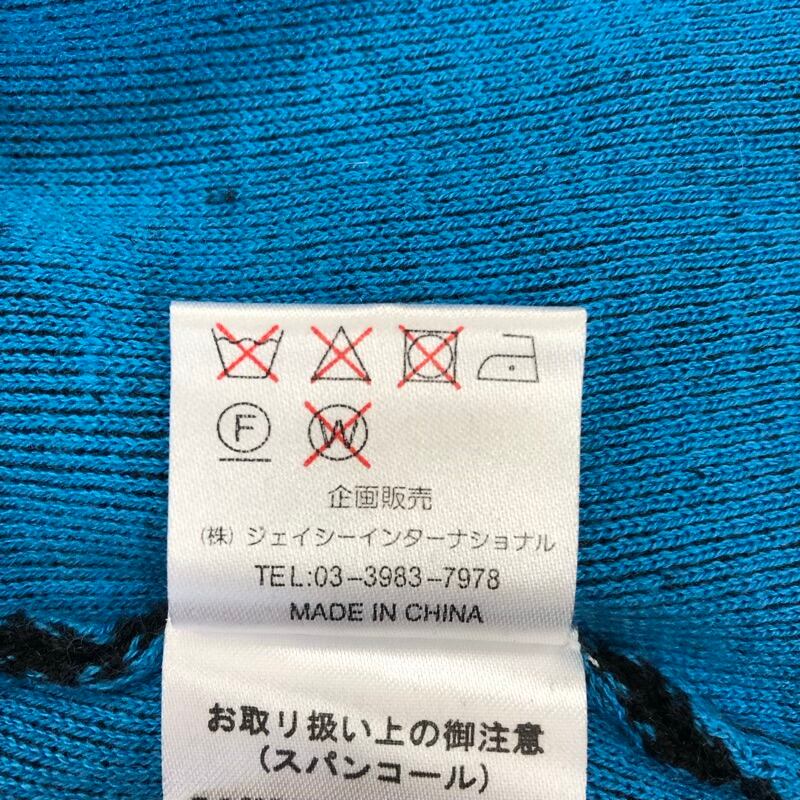 F W
企画販売
(株) ジェイシーインターナショナル
TEL:03-3983-7978
MADE IN CHINA
お取り扱い上の御注意
(スパンコール)